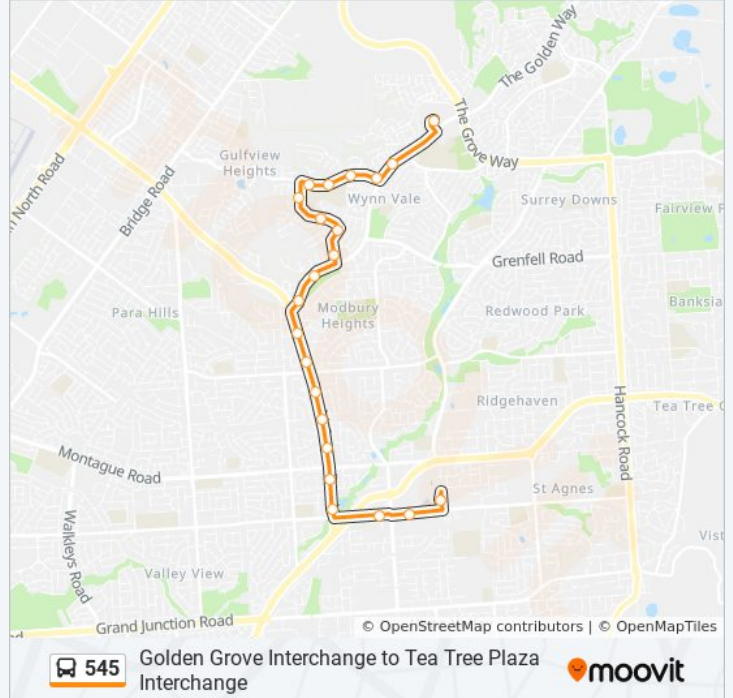 The Golden Way
The Grove Way
Gulfview
Heights
Wynn Vale
Surrey Downs
Fairview P
n North Road
Bridge Road
Grenfell Road
Para Hills
Modbury
Heights
Redwood Park
Banksia
Ridgehaven
Hancock Road
Tea Tree G
Montague Road
St Agnes
Walkleys Road
Vist
Valley View
Grand Junction Road
© OpenStreetMap contributors | © OpenMapTiles
545
Golden Grove Interchange to Tea Tree Plaza
Interchange
moovit